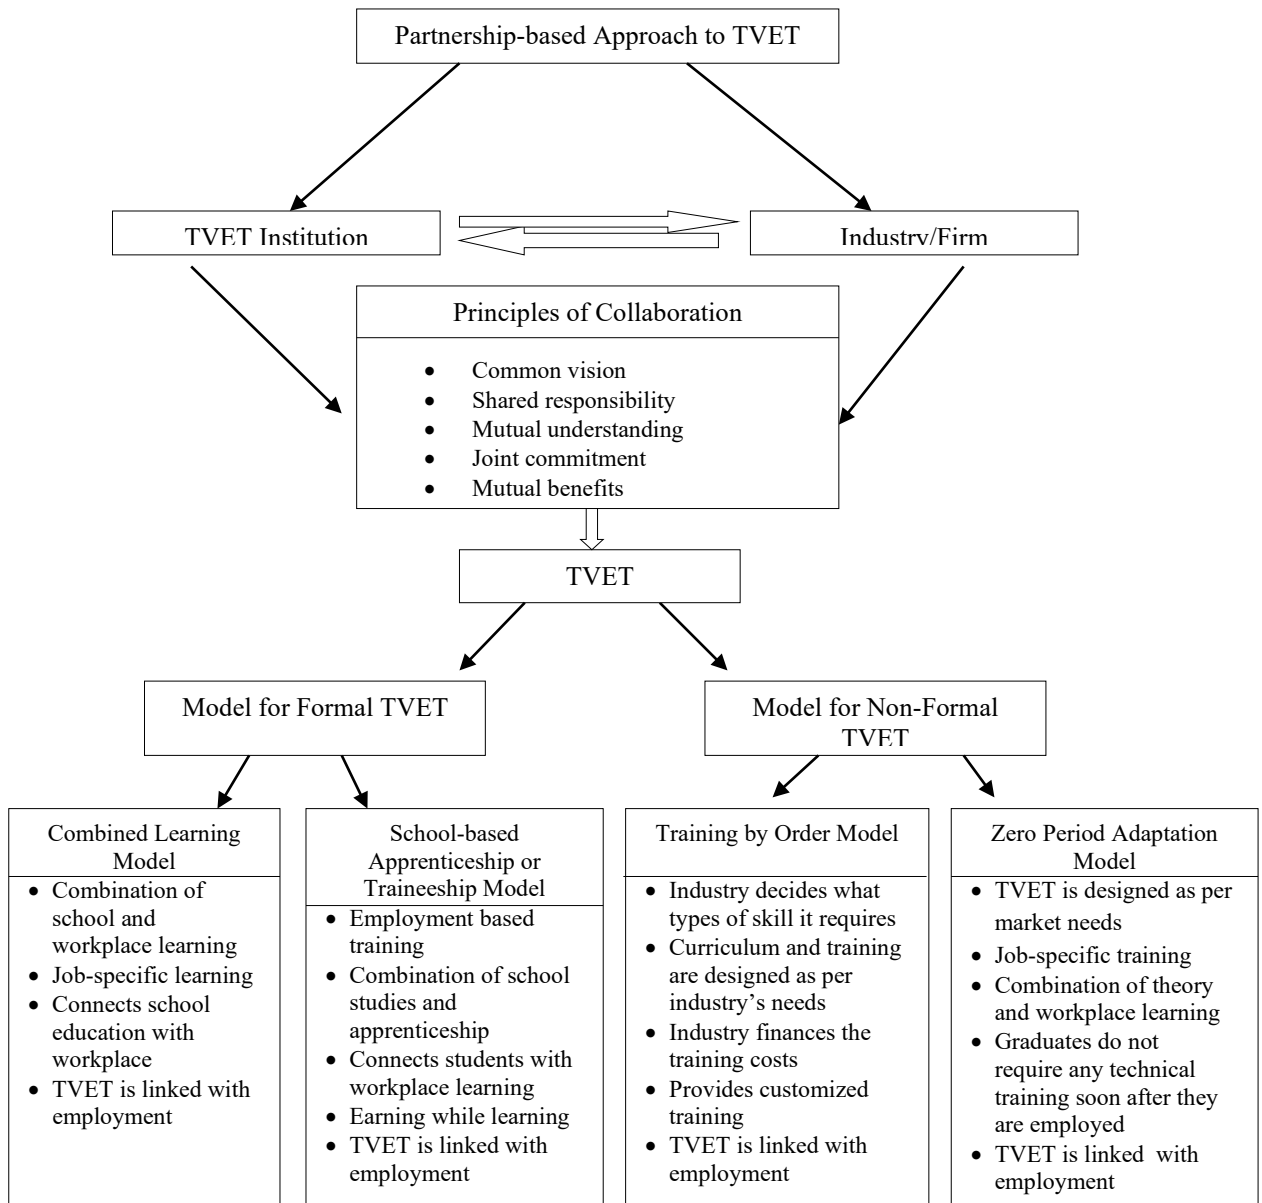 Partnership-based Approach to TVET
TVET Institution
Industry/Firm
Principles of Collaboration
• Common vision
• Shared responsibility
• Mutual understanding
• Joint commitment
• Mutual benefits
TVET
Model for Formal TVET
Model for Non-Formal
TVET
Combined Learning
Model
• Combination of
school and
workplace learning
• Job-specific learning
• Connects school
education with
workplace
• TVET is linked with
employment
School-based
Apprenticeship or
Traineeship Model
• Employment based
training
• Combination of school
studies and
apprenticeship
• Connects students with
workplace learning
• Earning while learning
• TVET is linked with
employment
Training by Order Model
• Industry decides what
types of skill it requires
• Curriculum and training
are designed as per
industry's needs
• Industry finances the
training costs
• Provides customized
training
• TVET is linked with
employment
Zero Period Adaptation
Model
• TVET is designed as per
market needs
• Job-specific training
• Combination of theory
and workplace learning
• Graduates do not
require any technical
training soon after they
are employed
• TVET is linked with
employment